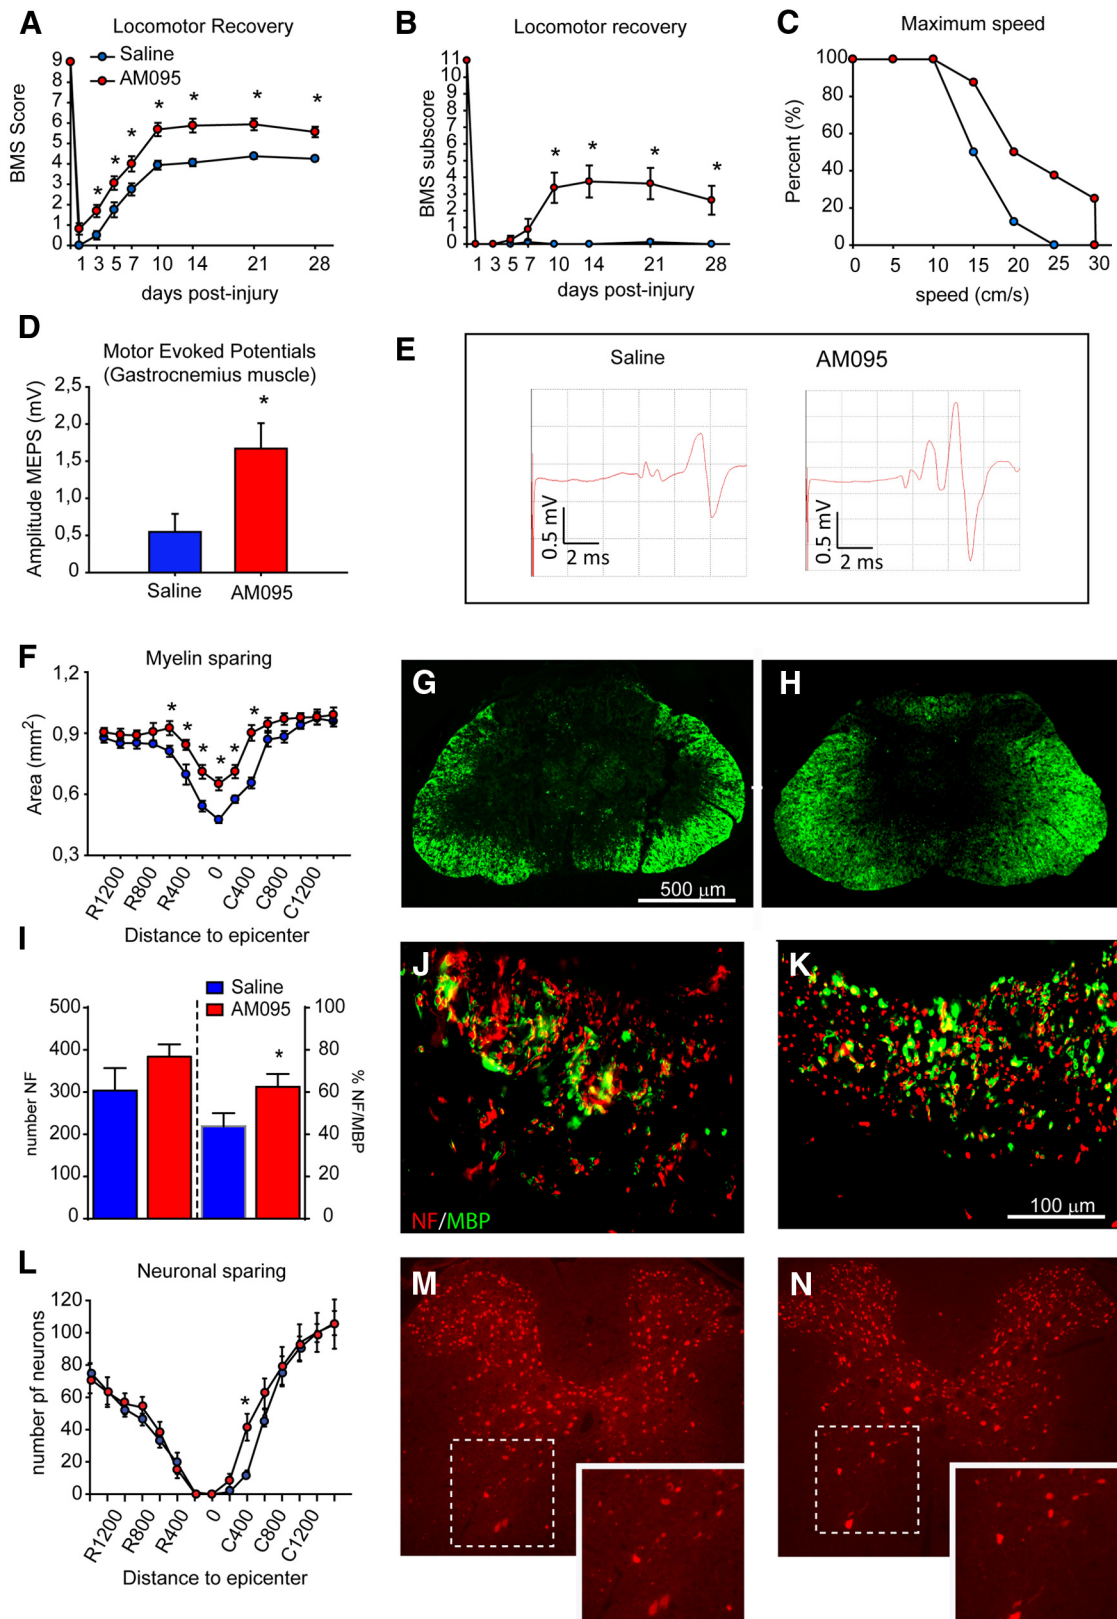 A
Locomotor Recovery
Saline
AM095
BMS Score
9
8
7
6
5
4
3
2
1
0
1 3 5 7 10 14 21 28
days post-injury
B
Locomotor recovery
BMS subscore
11
10
9
8
7
6
5
4
3
2
1
0
1 3 5 7 10 14 21 28
days post-injury
C
Maximum speed
Percent (%)
100
80
60
40
20
0
0 5 10 15 20 25 30
speed (cm/s)
D
Motor Evoked Potentials
(Gastrocnemius muscle)
Amplitude MEPS (mV)
2,5
2,0
1,5
1,0
0,5
0
Saline AM095
E
Saline
AM095
0.5 mV
2 ms
0.5 mV
2 ms
F
Myelin sparing
Area (mm²)
1,2
0,9
0,6
0,3
R1200 R800 R400 0 C400 C800 C1200
Distance to epicenter
G
500 μm
H
I
Saline
AM095
number NF
500
400
300
200
100
0
100
80
60
40
20
0
% NF/MBP
J
NF/MBP
K
100 μm
L
Neuronal sparing
number pf neurons
120
100
80
60
40
20
0
R1200 R800 R400 0 C400 C800 C1200
Distance to epicenter
M
N